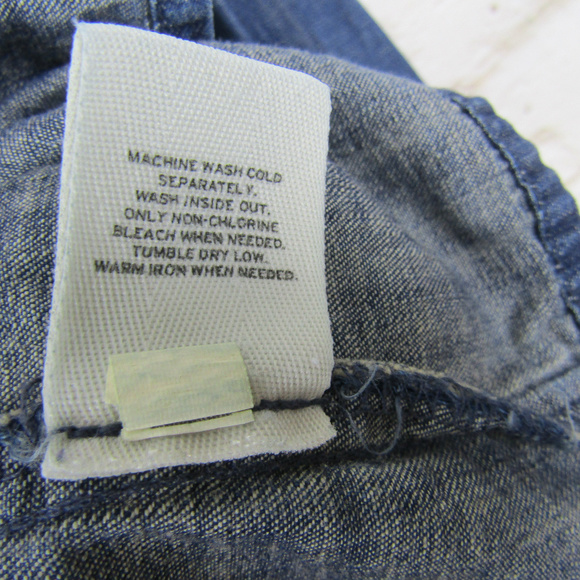 MACHINE WASH COLD
SEPARATELY.
WASH INSIDE OUT.
ONLY NON-CHLORINE
BLEACH WHEN NEEDED.
TUMBLE DRY LOW.
WARM IRON WHEN NEEDED.